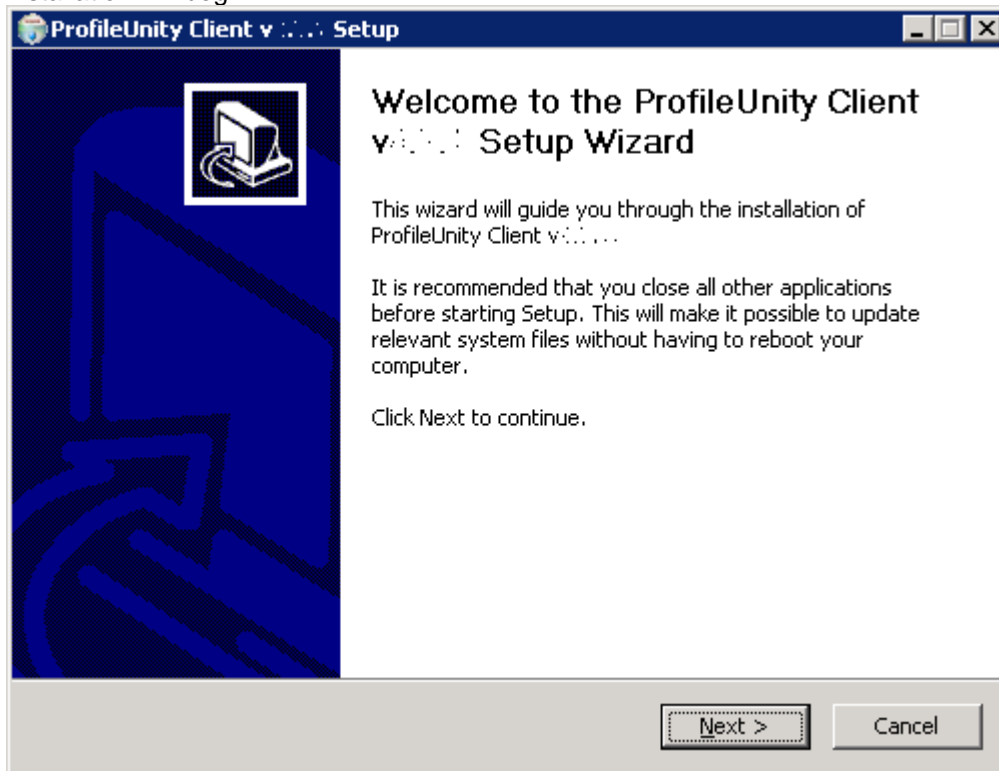 ProfileUnity Client v Setup
Welcome to the ProfileUnity Client
v Setup Wizard
This wizard will guide you through the installation of
ProfileUnity Client v
It is recommended that you close all other applications
before starting Setup. This will make it possible to update
relevant system files without having to reboot your
computer.
Click Next to continue.
Next >
Cancel